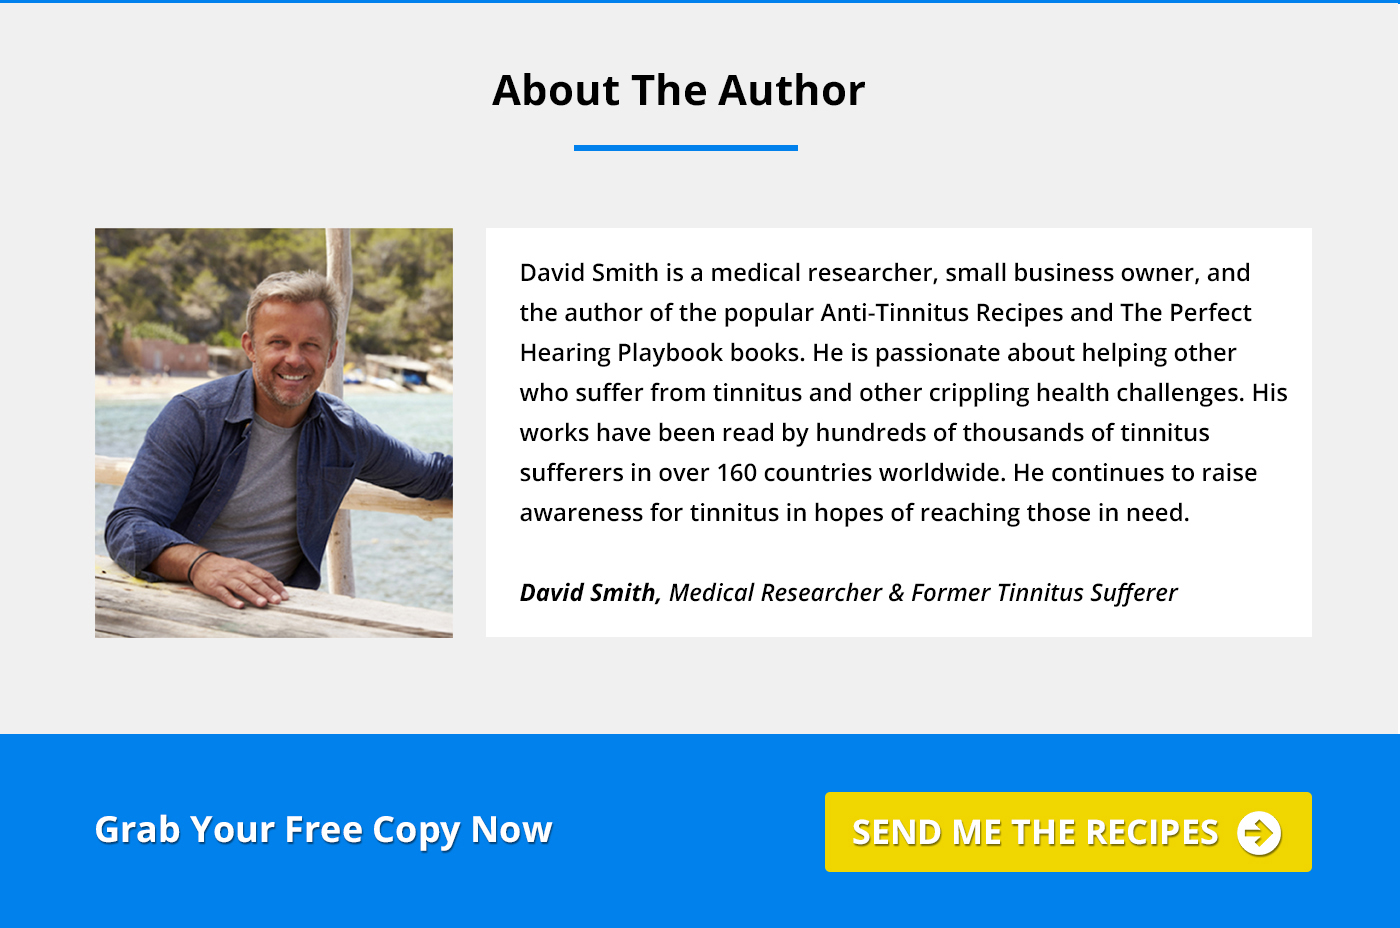 About The Author
David Smith is a medical researcher, small business owner, and
the author of the popular Anti-Tinnitus Recipes and The Perfect
Hearing Playbook books. He is passionate about helping other
who suffer from tinnitus and other crippling health challenges. His
works have been read by hundreds of thousands of tinnitus
sufferers in over 160 countries worldwide. He continues to raise
awareness for tinnitus in hopes of reaching those in need.
David Smith, Medical Researcher & Former Tinnitus Sufferer
Grab Your Free Copy Now
SEND ME THE RECIPES